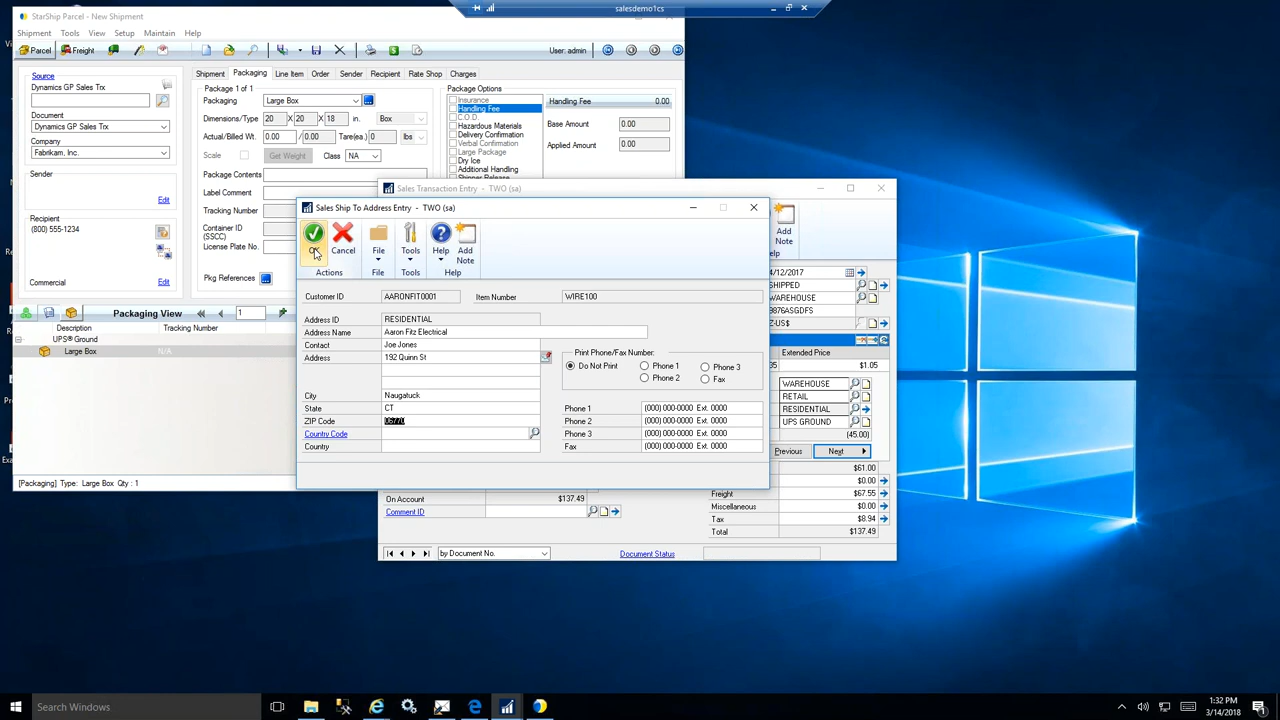 salesdemo1cs
StarShip Parcel - New Shipment
Shipment Tools View Setup Maintain Help
Parcel Freight User: admin
Source
Dynamics GP Sales Trx
Document
Dynamics GP Sales Trx
Company
Fabrikam, Inc.
Sender
Edit
Recipient
(800) 555-1234
Commercial Edit
Shipment Packaging Line Item Order Sender Recipient Rate Shop Charges
Package 1 of 1
Packaging Large Box
Dimensions/Type 20 X 20 X 18 in. Box
Actual/Billed Wt. 0.00 / 0.00 Tare(ea.) 0 lbs
Scale Get Weight Class NA
Package Contents
Label Comment
Tracking Number
Container ID
(SSCC)
License Plate No.
Pkg References
Package Options
Insurance
Handling Fee
C.O.D.
Hazardous Materials
Delivery Confirmation
Verbal Confirmation
Large Package
Dry Ice
Additional Handling
Shipper Release
Handling Fee 0.00
Base Amount 0.00
Applied Amount 0.00
Packaging View 1
Description Tracking Number
UPS® Ground
Large Box N/A
[Packaging] Type: Large Box Qty : 1
Sales Transaction Entry - TWO (sa)
Add
Note
Help
4/12/2017
WAREHOUSE
Z-US$
Extended Price
$1.05
WAREHOUSE
RETAIL
RESIDENTIAL
UPS GROUND
(45.00)
Previous Next
$61.00
$0.00
Freight $67.55
Miscellaneous $0.00
Tax $8.94
Total $137.49
On Account $137.49
Comment ID
by Document No. Document Status
Sales Ship To Address Entry - TWO (sa)
Cancel File Tools Help Add
Note
Actions File Tools Help
Customer ID AARONFIT0001 Item Number WIRE100
Address ID RESIDENTIAL
Address Name Aaron Fitz Electrical
Contact Joe Jones
Address 192 Quinn St
City Naugatuck
State CT
ZIP Code 06770
Country Code
Country
Print Phone/Fax Number:
Do Not Print Phone 1 Phone 3
Phone 2 Fax
Phone 1 (000) 000-0000 Ext. 0000
Phone 2 (000) 000-0000 Ext. 0000
Phone 3 (000) 000-0000 Ext. 0000
Fax (000) 000-0000 Ext. 0000
Search Windows
1:32 PM
3/14/2018